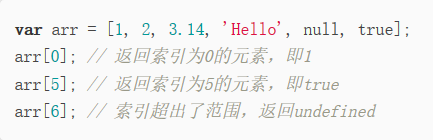 var arr = [1, 2, 3.14, 'Hello', null, true];
arr[0]; // 返回索引为0的元素，即1
arr[5]; // 返回索引为5的元素，即true
arr[6]; // 索引超出了范围，返回undefined